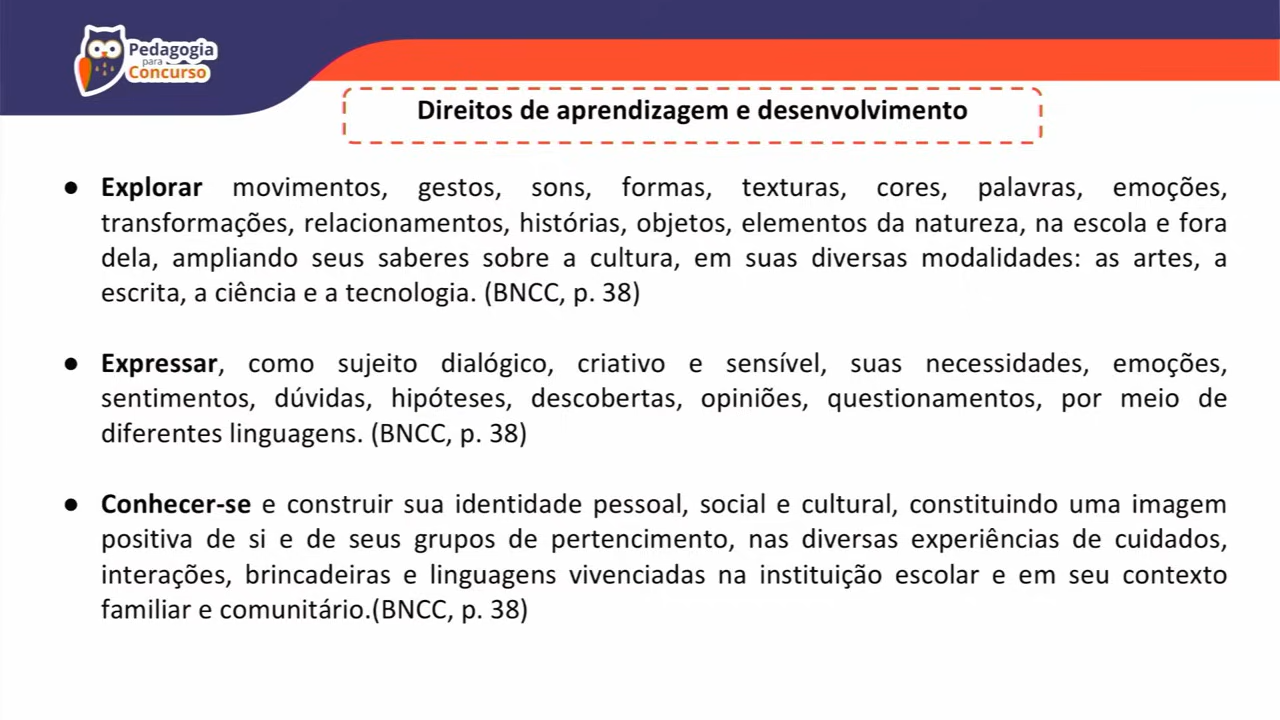 Pedagogia
para
Concurso
Direitos de aprendizagem e desenvolvimento
● Explorar movimentos, gestos, sons, formas, texturas, cores, palavras, emoções,
transformações, relacionamentos, histórias, objetos, elementos da natureza, na escola e fora
dela, ampliando seus saberes sobre a cultura, em suas diversas modalidades: as artes, a
escrita, a ciência e a tecnologia. (BNCC, p. 38)
● Expressar, como sujeito dialógico, criativo e sensível, suas necessidades, emoções,
sentimentos, dúvidas, hipóteses, descobertas, opiniões, questionamentos, por meio de
diferentes linguagens. (BNCC, p. 38)
● Conhecer-se e construir sua identidade pessoal, social e cultural, constituindo uma imagem
positiva de si e de seus grupos de pertencimento, nas diversas experiências de cuidados,
interações, brincadeiras e linguagens vivenciadas na instituição escolar e em seu contexto
familiar e comunitário.(BNCC, p. 38)